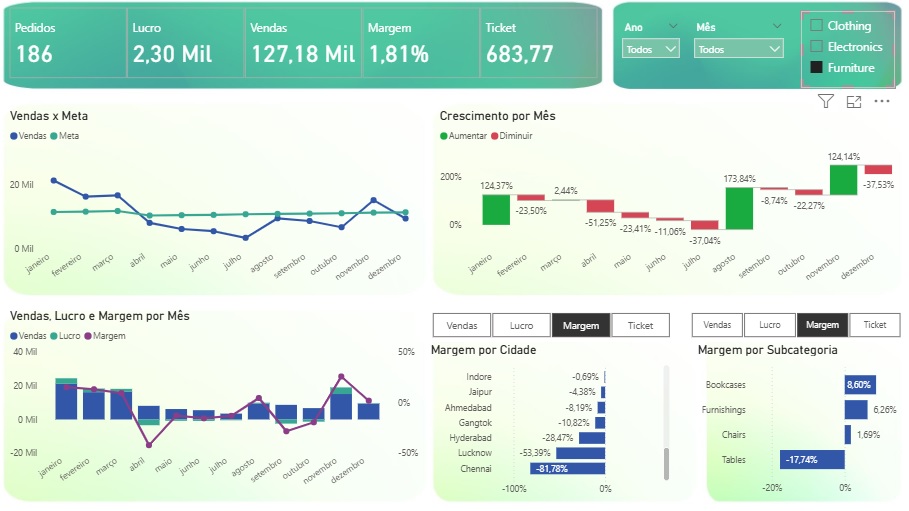 Pedidos
186
Lucro
2,30 Mil
Vendas
127,18 Mil
Margem
1,81%
Ticket
683,77
Ano
Todos
Mês
Todos
Clothing
Electronics
Furniture
Vendas x Meta
Vendas Meta
20 Mil
0 Mil
janeiro fevereiro março abril maio junho julho agosto setembro outubro novembro dezembro
Crescimento por Mês
Aumentar Diminuir
200%
0%
124,37% -23,50% 2,44% -51,25% -23,41% -11,06% -37,04% 173,84% -8,74% -22,27% 124,14% -37,53%
janeiro fevereiro março abril maio junho julho agosto setembro outubro novembro dezembro
Vendas, Lucro e Margem por Mês
Vendas Lucro Margem
40 Mil 50%
20 Mil
0 Mil 0%
-20 Mil -50%
janeiro fevereiro março abril maio junho julho agosto setembro outubro novembro dezembro
Vendas Lucro Margem Ticket
Margem por Cidade
Indore -0,69%
Jaipur -4,38%
Ahmedabad -8,19%
Gangtok -10,82%
Hyderabad -28,47%
Lucknow -53,39%
Chennai -81,78%
-100% 0%
Vendas Lucro Margem Ticket
Margem por Subcategoria
Bookcases 8,60%
Furnishings 6,26%
Chairs 1,69%
Tables -17,74%
-20% 0%